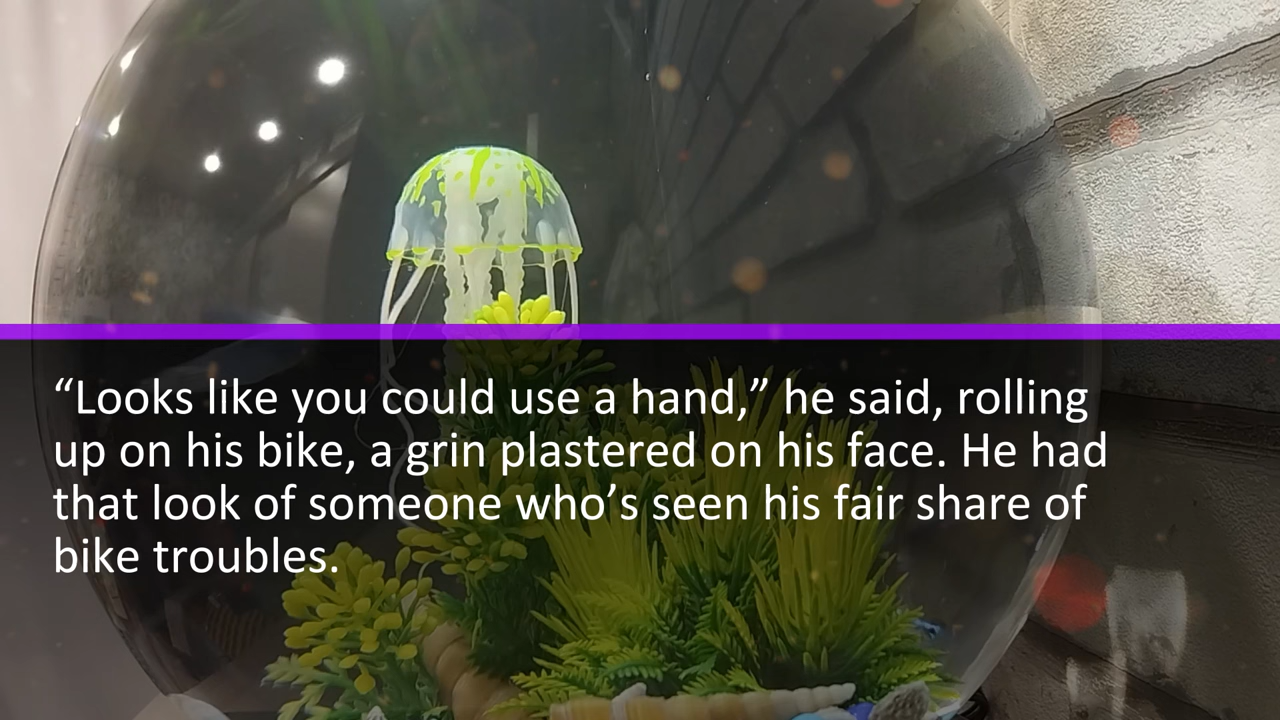 “Looks like you could use a hand,” he said, rolling
up on his bike, a grin plastered on his face. He had
that look of someone who’s seen his fair share of
bike troubles.